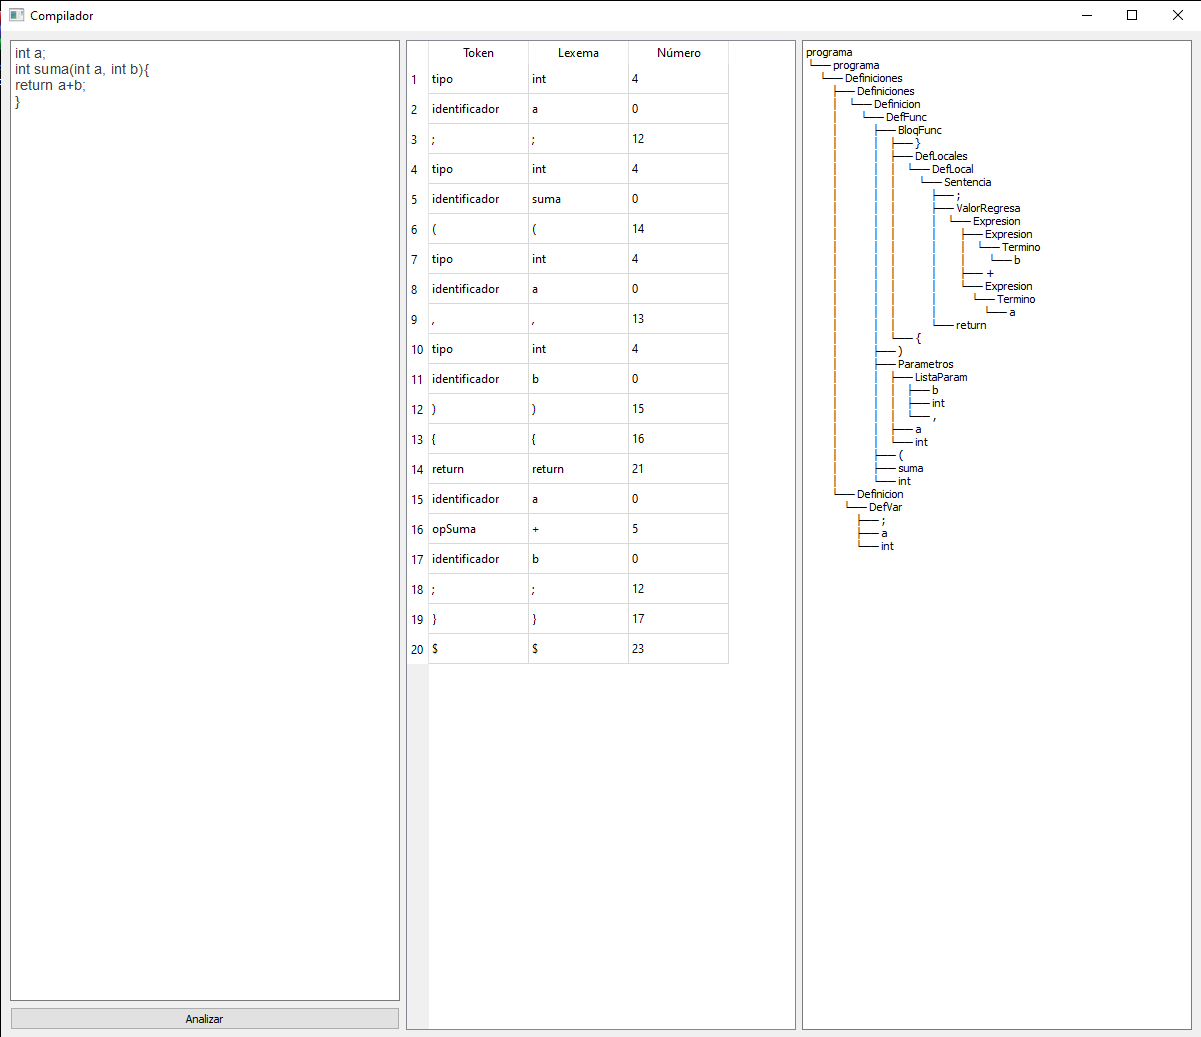 Compilador
int a;
int suma(int a, int b){
return a+b;
}
Analizar
Token Lexema Número
1 tipo int 4
2 identificador a 0
3 ; ; 12
4 tipo int 4
5 identificador suma 0
6 ( ( 14
7 tipo int 4
8 identificador a 0
9 , , 13
10 tipo int 4
11 identificador b 0
12 ) ) 15
13 { { 16
14 return return 21
15 identificador a 0
16 opSuma + 5
17 identificador b 0
18 ; ; 12
19 } } 17
20 $ $ 23
programa
└── programa
└── Definiciones
├── Definiciones
│ └── Definicion
│ └── DefFunc
│ ├── BloqFunc
│ │ ├── }
│ │ ├── DefLocales
│ │ │ └── DefLocal
│ │ │ └── Sentencia
│ │ │ ├── ;
│ │ │ ├── ValorRegresa
│ │ │ │ └── Expresion
│ │ │ │ ├── Expresion
│ │ │ │ │ └── Termino
│ │ │ │ │ └── b
│ │ │ │ ├── +
│ │ │ │ └── Expresion
│ │ │ │ └── Termino
│ │ │ │ └── a
│ │ │ └── return
│ │ └── {
│ ├── )
│ ├── Parametros
│ │ ├── ListaParam
│ │ │ ├── b
│ │ │ ├── int
│ │ │ └── ,
│ │ ├── a
│ │ └── int
│ ├── (
│ ├── suma
│ └── int
└── Definicion
└── DefVar
├── ;
├── a
└── int